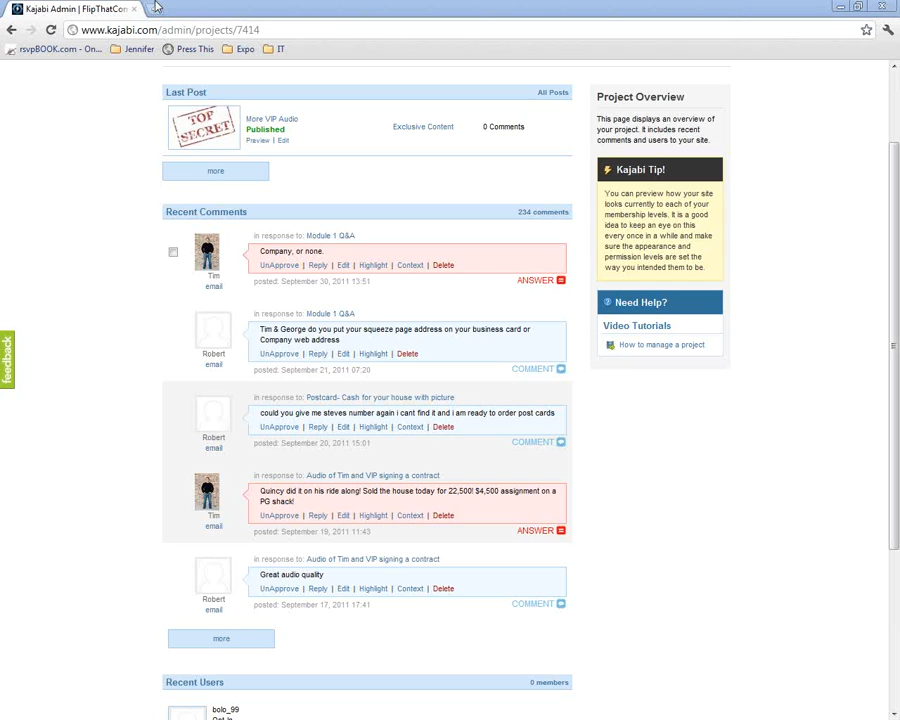 Kajabi Admin | FlipThatCon
www.kajabi.com/admin/projects/7414
rsvpBOOK.com - On... Jennifer Press This Expo IT
Last Post All Posts
TOP SECRET
More VIP Audio
Published
Preview | Edit
Exclusive Content
0 Comments
more
Recent Comments 234 comments
in response to: Module 1 Q&A
Company, or none.
UnApprove | Reply | Edit | Highlight | Context | Delete
Tim
email
posted: September 30, 2011 13:51
ANSWER
in response to: Module 1 Q&A
Tim & George do you put your squeeze page address on your business card or
Company web address
UnApprove | Reply | Edit | Highlight | Delete
Robert
email
posted: September 21, 2011 07:20
COMMENT
in response to: Postcard- Cash for your house with picture
could you give me steves number again i cant find it and i am ready to order post cards
UnApprove | Reply | Edit | Highlight | Context | Delete
Robert
email
posted: September 20, 2011 15:01
COMMENT
in response to: Audio of Tim and VIP signing a contract
Quincy did it on his ride along! Sold the house today for 22,500! $4,500 assignment on a
PG shack!
UnApprove | Reply | Edit | Highlight | Context | Delete
Tim
email
posted: September 19, 2011 11:43
ANSWER
in response to: Audio of Tim and VIP signing a contract
Great audio quality
UnApprove | Reply | Edit | Highlight | Context | Delete
Robert
email
posted: September 17, 2011 17:41
COMMENT
more
Recent Users 0 members
bolo_99
Project Overview
This page displays an overview of
your project. It includes recent
comments and users to your site.
Kajabi Tip!
You can preview how your site
looks currently to each of your
membership levels. It is a good
idea to keep an eye on this
every once in a while and make
sure the appearance and
permission levels are set the
way you intended them to be.
Need Help?
Video Tutorials
How to manage a project
feedback